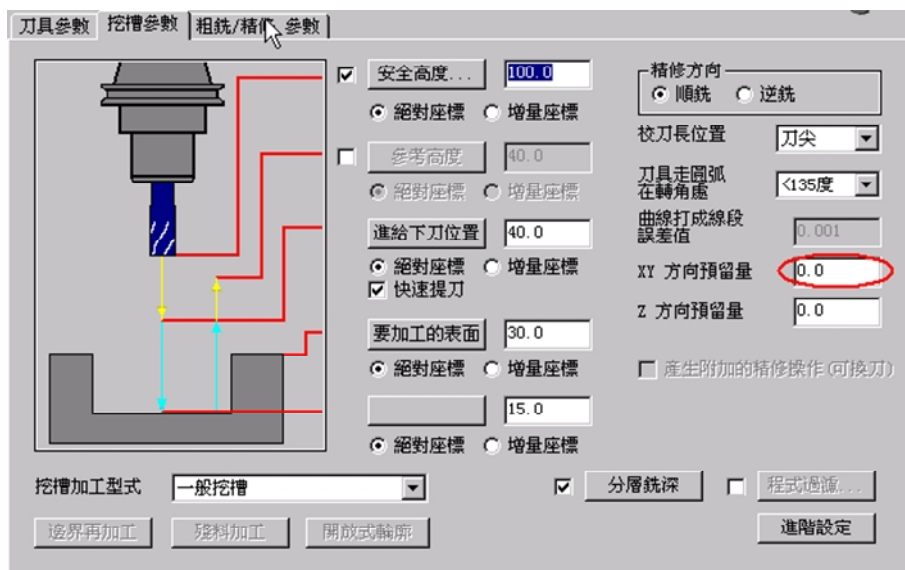 刀具參數 挖槽參數 粗銑/精修 參數
安全高度... 100.0
絕對座標 增量座標
參考高度 40.0
絕對座標 增量座標
進給下刀位置 40.0
絕對座標 增量座標
快速提刀
要加工的表面 30.0
絕對座標 增量座標
15.0
絕對座標 增量座標
精修方向
順銑 逆銑
校刀長位置 刀尖
刀具走圓弧
在轉角處 <135度
曲線打成線段
誤差值 0.001
XY 方向預留量 0.0
Z 方向預留量 0.0
產生附加的精修操作(可換刀)
挖槽加工型式 一般挖槽
分層銑深 程式過濾...
邊界再加工 殘料加工 開放式輪廓
進階設定